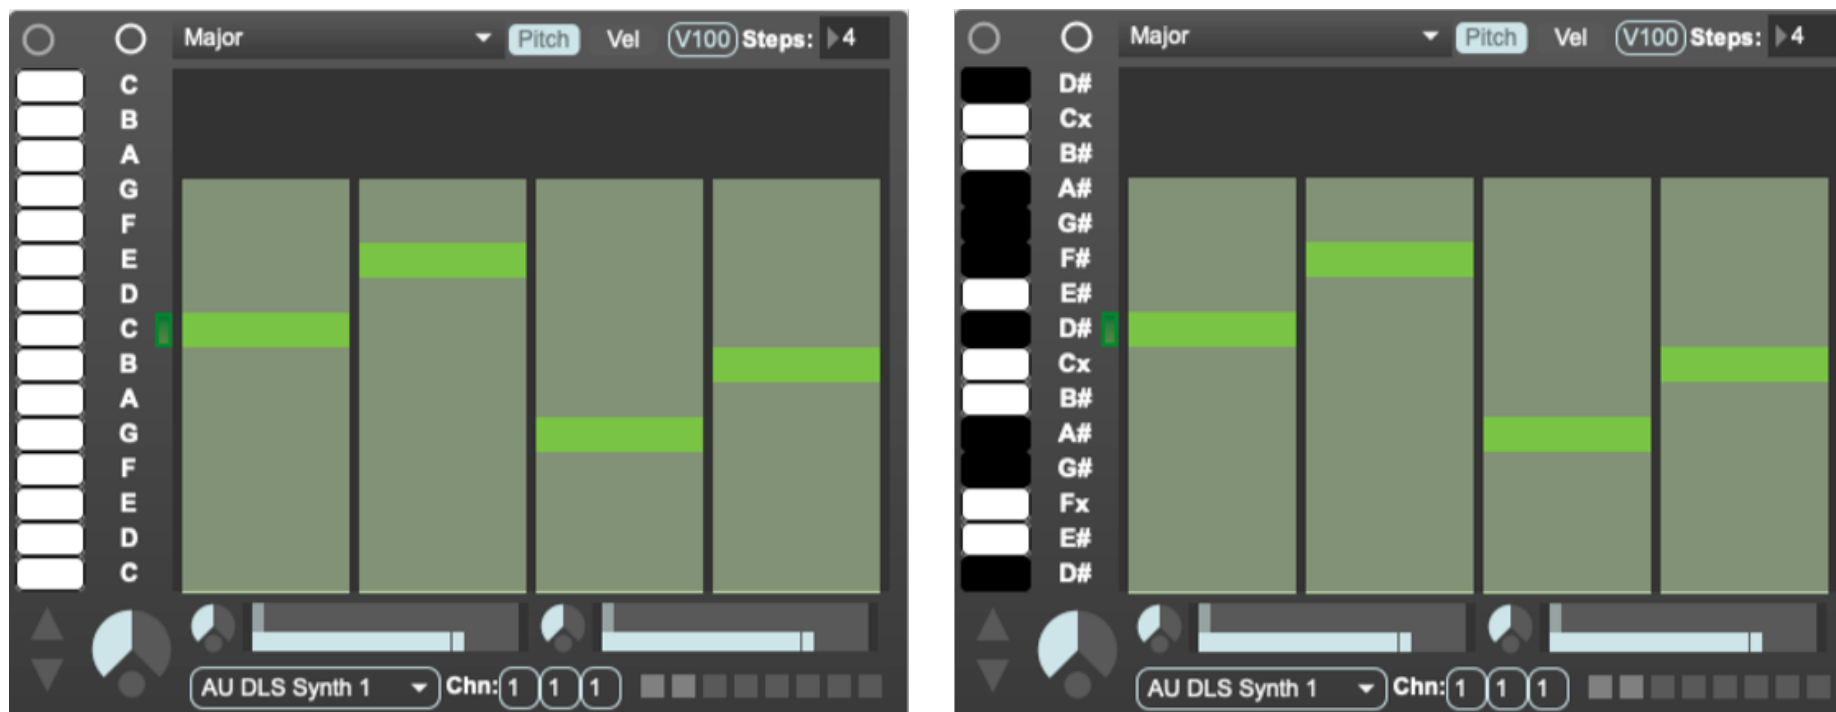 Major Pitch Vel V100 Steps: 4
C
B
A
G
F
E
D
C
B
A
G
F
E
D
C
AU DLS Synth 1 Chn: 1 1 1
Major Pitch Vel V100 Steps: 4
D#
Cx
B#
A#
G#
F#
E#
D#
Cx
B#
A#
G#
Fx
E#
D#
AU DLS Synth 1 Chn: 1 1 1